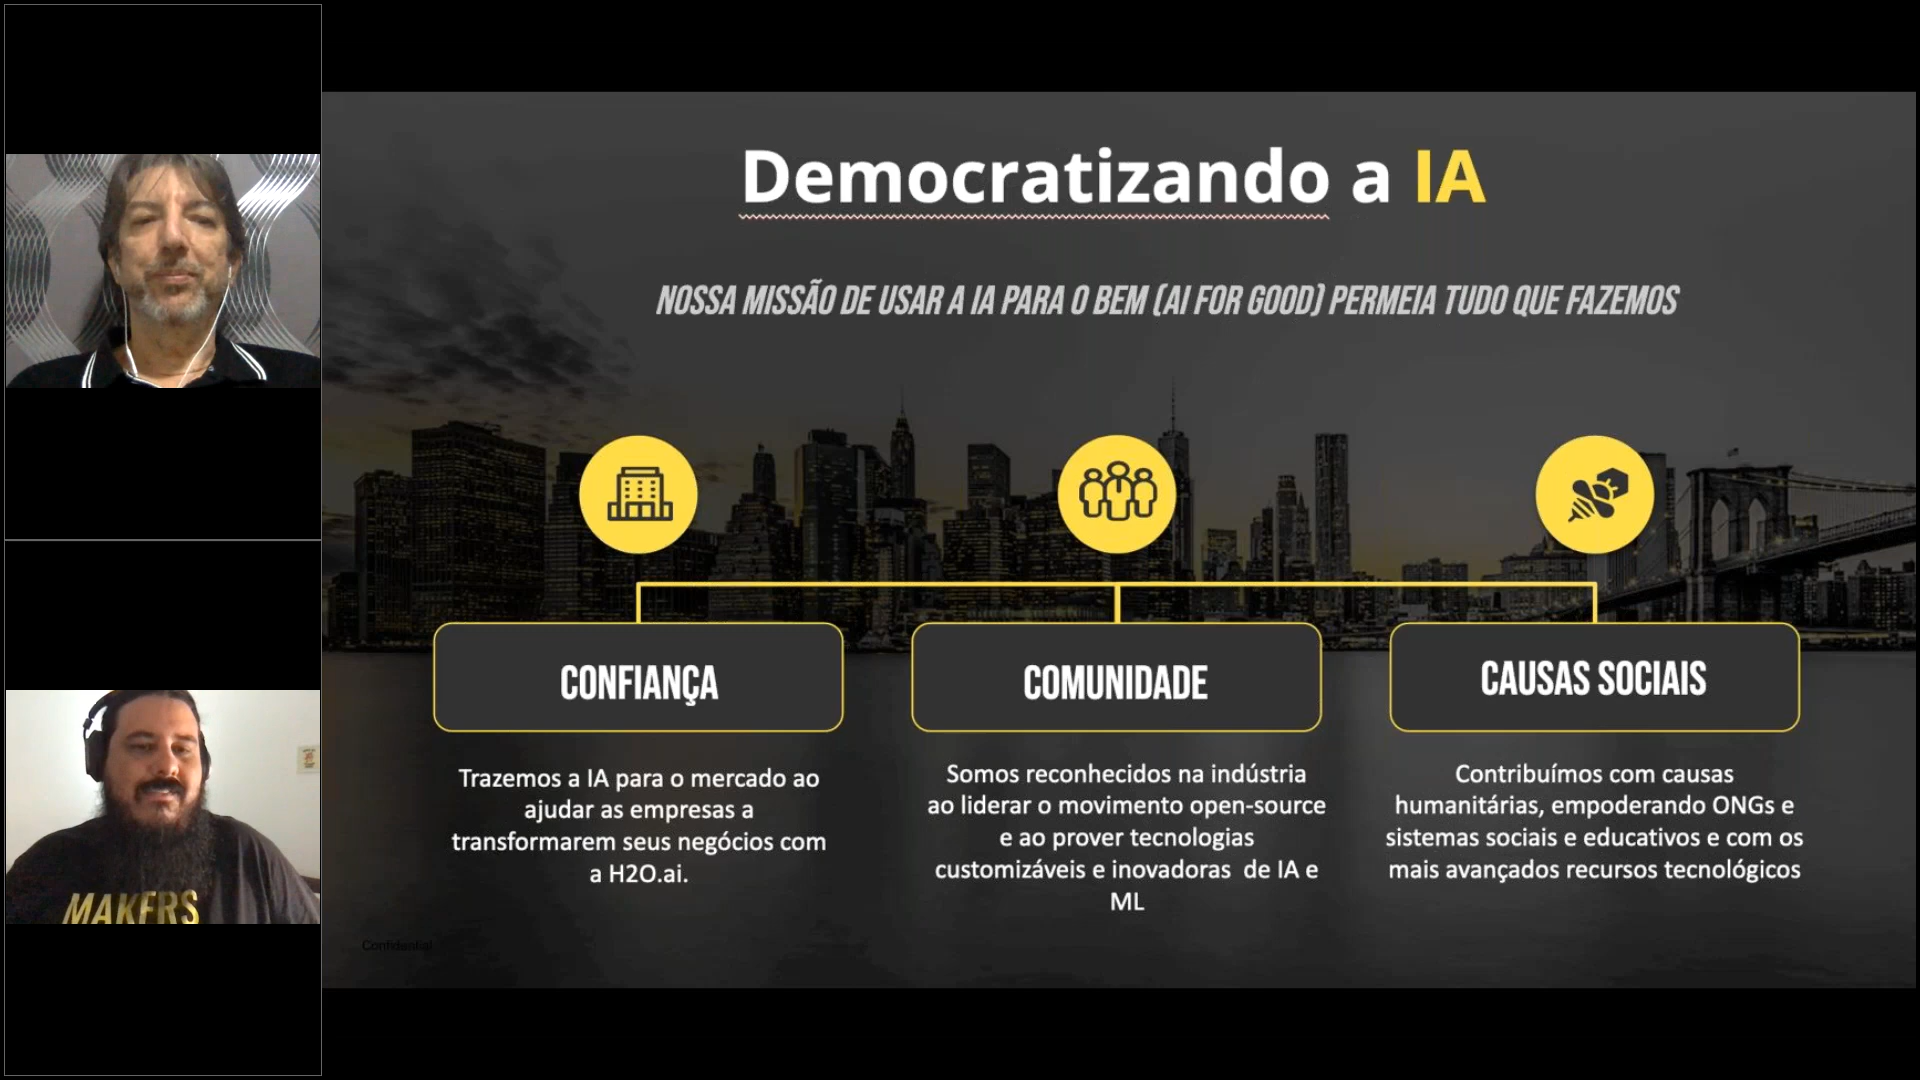 Democratizando a IA
NOSSA MISSÃO DE USAR A IA PARA O BEM (AI FOR GOOD) PERMEIA TUDO QUE FAZEMOS
CONFIANÇA
Trazemos a IA para o mercado ao
ajudar as empresas a
transformarem seus negócios com
a H2O.ai.
COMUNIDADE
Somos reconhecidos na indústria
ao liderar o movimento open-source
e ao prover tecnologias
customizáveis e inovadoras  de IA e
ML
CAUSAS SOCIAIS
Contribuímos com causas
humanitárias, empoderando ONGs e
sistemas sociais e educativos e com os
mais avançados recursos tecnológicos
Confidential
MAKERS